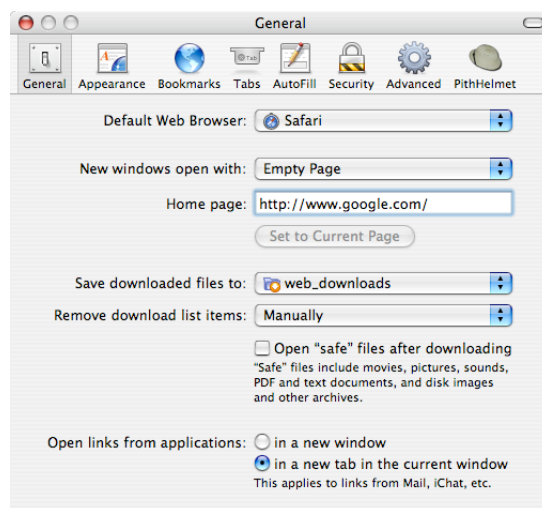 General
General Appearance Bookmarks Tabs AutoFill Security Advanced PithHelmet
Default Web Browser: Safari
New windows open with: Empty Page
Home page: http://www.google.com/
Set to Current Page
Save downloaded files to: web_downloads
Remove download list items: Manually
Open “safe” files after downloading
“Safe” files include movies, pictures, sounds,
PDF and text documents, and disk images
and other archives.
Open links from applications: in a new window
in a new tab in the current window
This applies to links from Mail, iChat, etc.